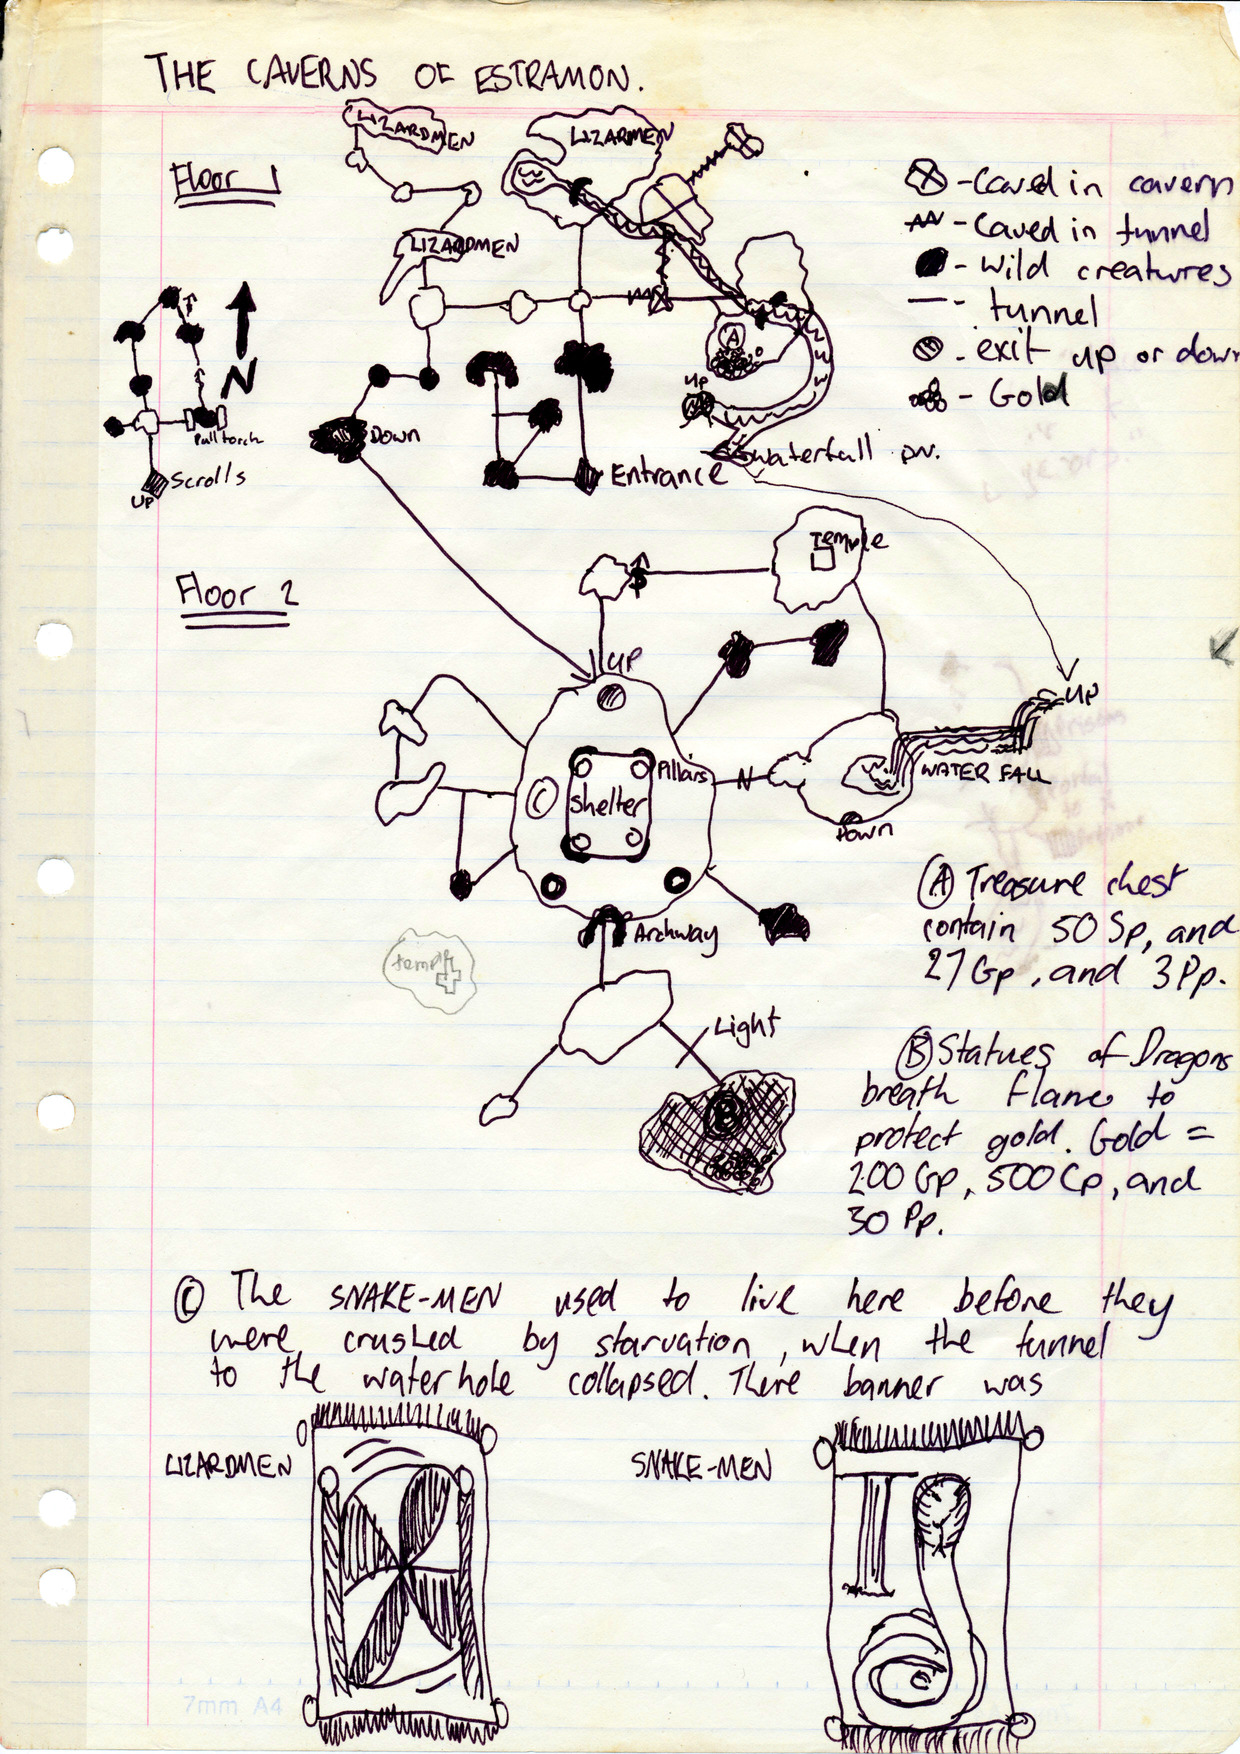 THE CAVERNS OF ESTRAMON.
LIZARDMEN
LIZARMEN
Floor 1
LIZARDMEN
N
Pull torch
Scrolls
UP
Down
Entrance
A
UP
waterfall DN.
- Caved in cavern
- Caved in tunnel
- Wild creatures
- tunnel
- exit up or down
- Gold
Floor 2
Temple
UP
UP
Pillars
Shelter
C
N
WATER FALL
Down
Archway
temple
Light
B
A Treasure chest
contain 50 Sp, and
27 Gp, and 3 Pp.
B Statues of Dragons
breath flame to
protect gold. Gold =
200 Gp, 500 Cp, and
30 Pp.
C The SNAKE-MEN used to live here before they
were crushed by starvation, when the tunnel
to the waterhole collapsed. There banner was
LIZARDMEN
SNAKE-MEN
7mm A4